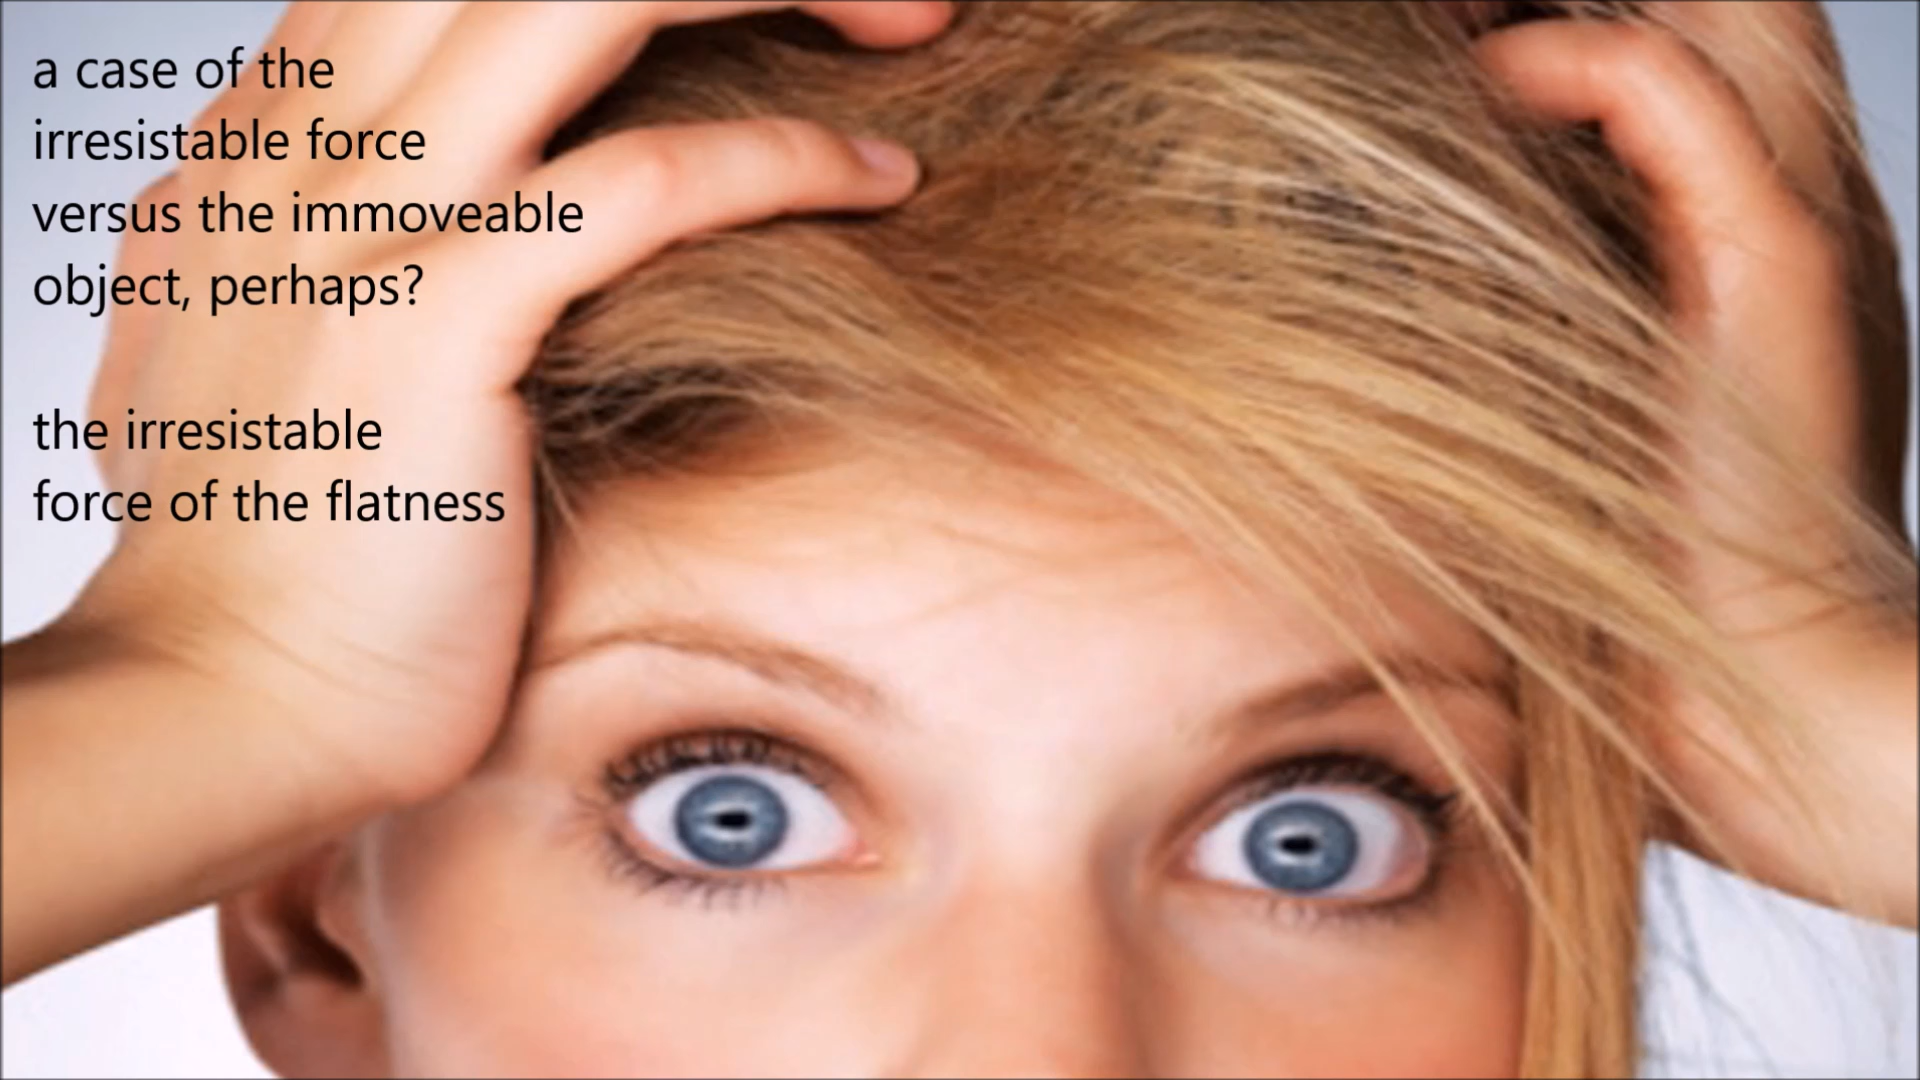 a case of the
irresistable force
versus the immoveable
object, perhaps?
the irresistable
force of the flatness